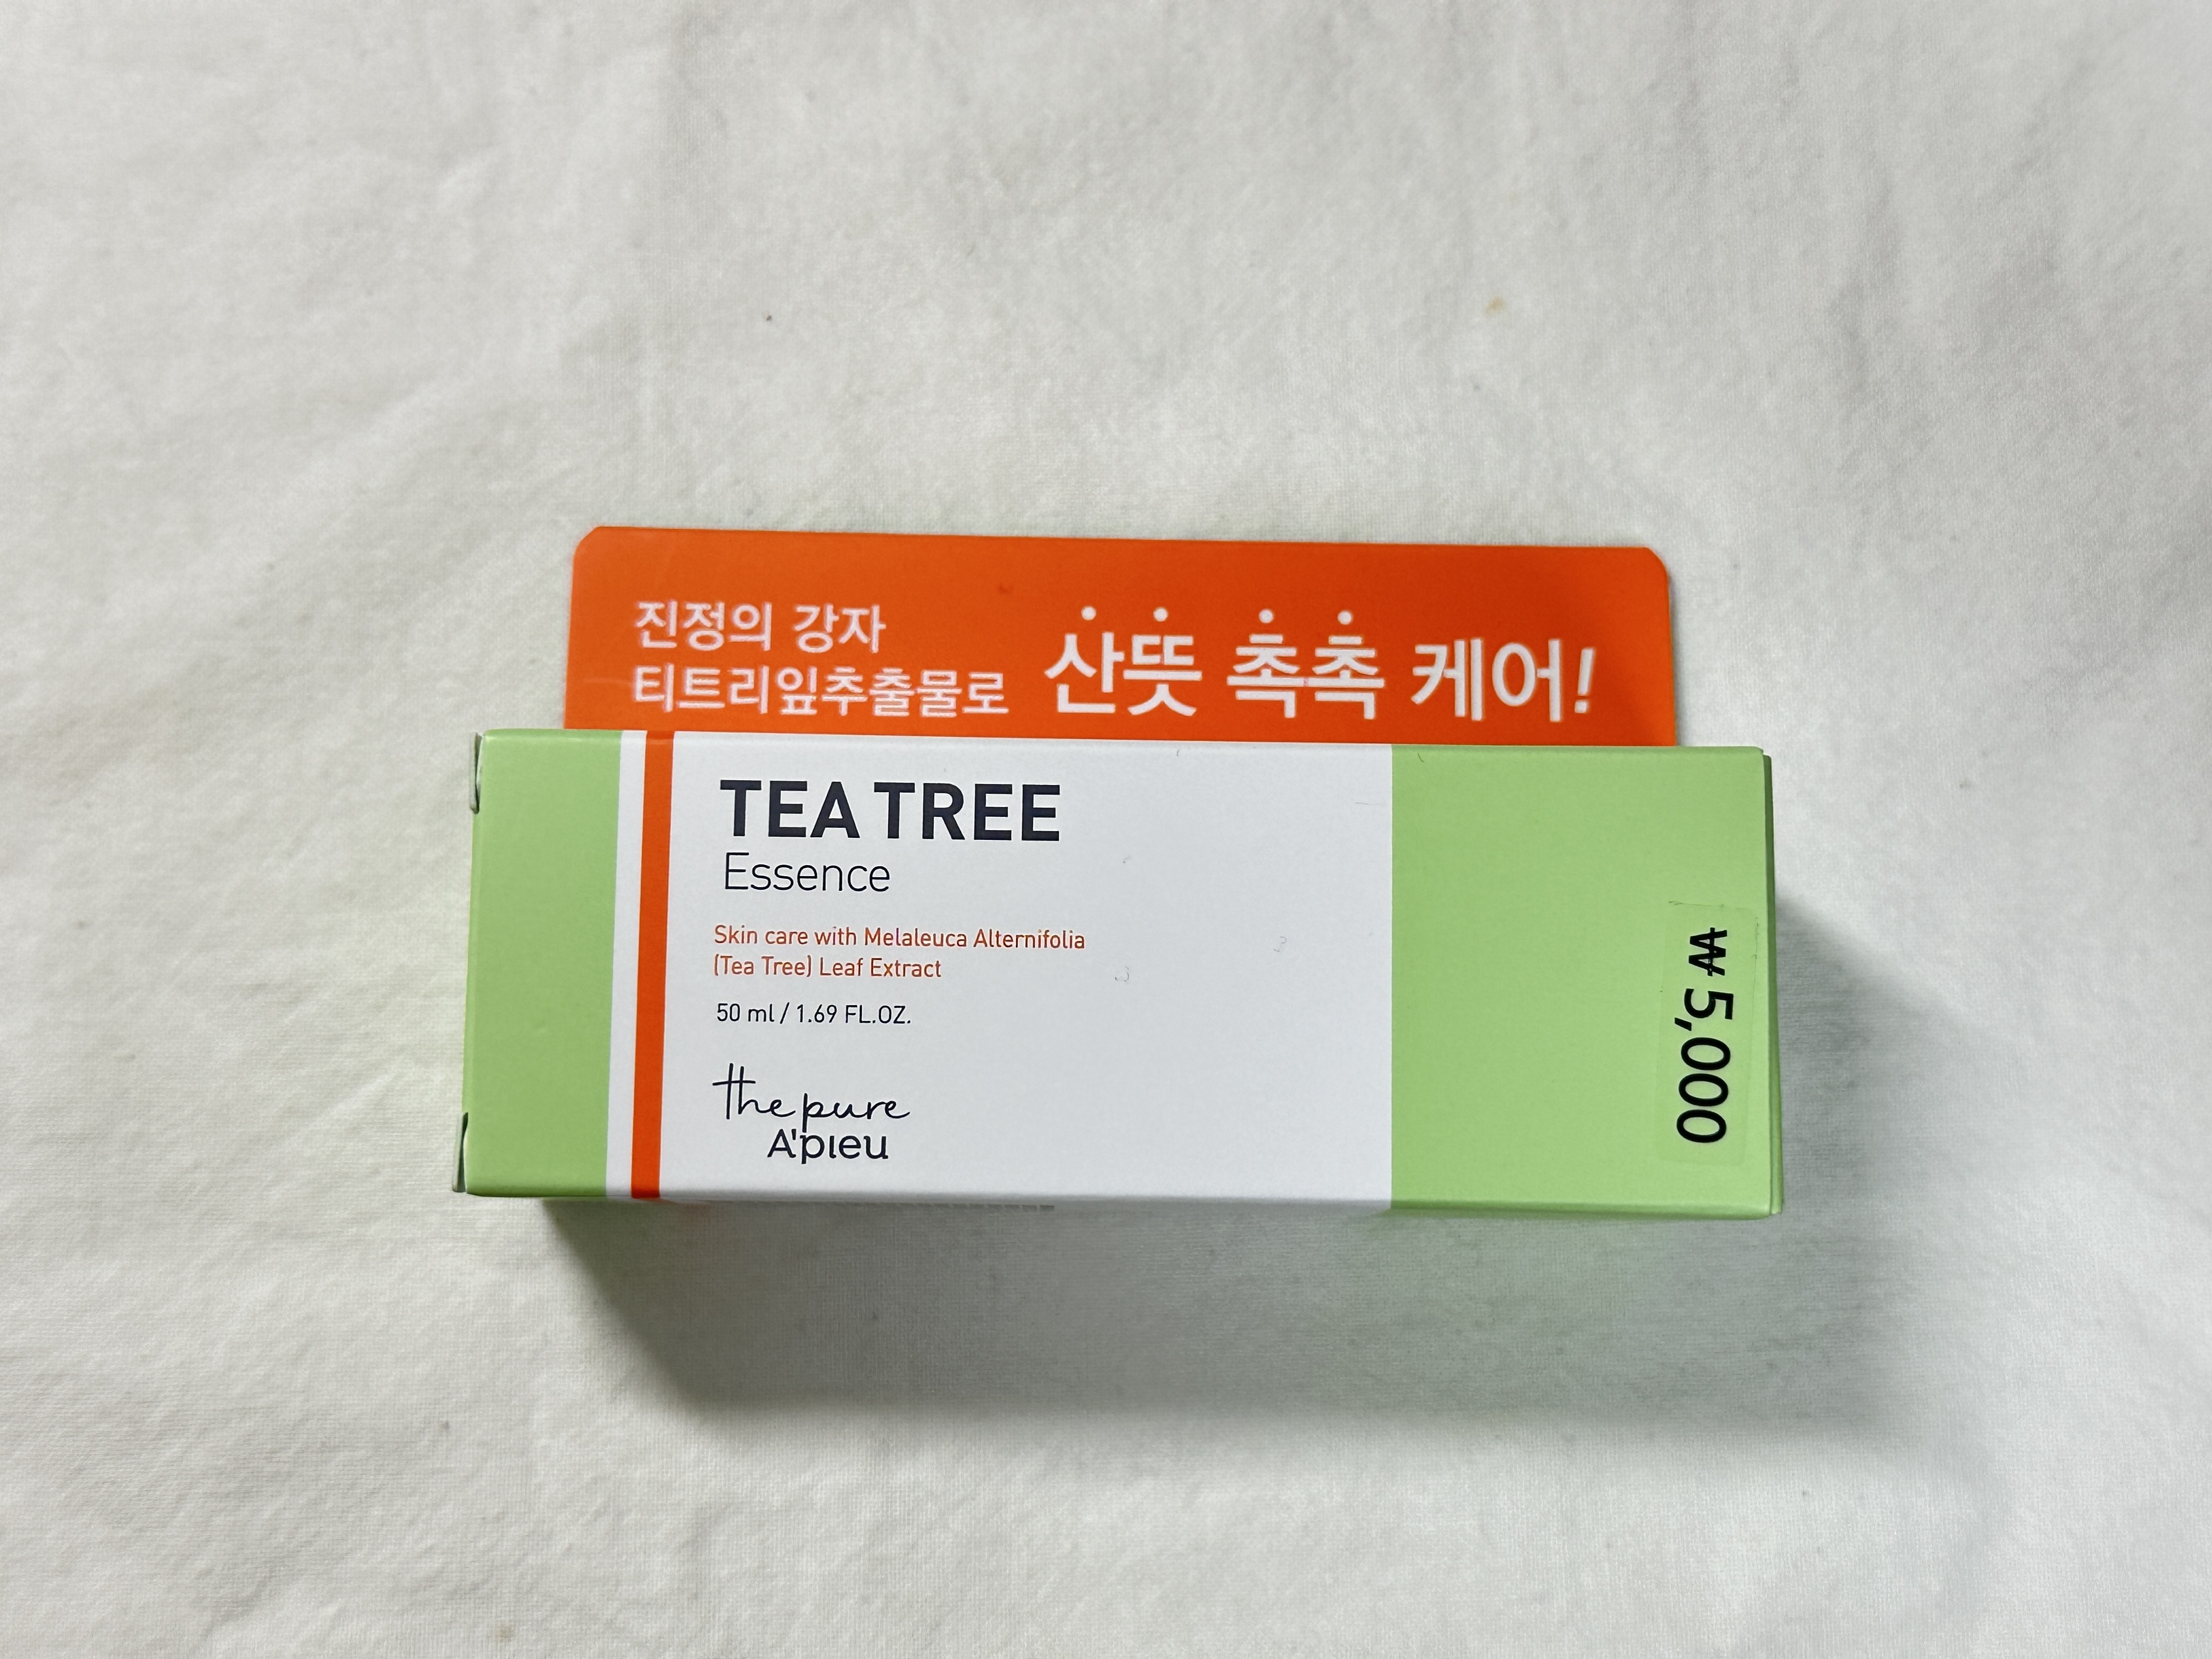 진정의 강자
티트리잎추출물로
산뜻 촉촉 케어!
TEA TREE
Essence
Skin care with Melaleuca Alternifolia
(Tea Tree) Leaf Extract
50 ml / 1.69 FL.OZ.
the pure
A'pieu
₩ 5,000